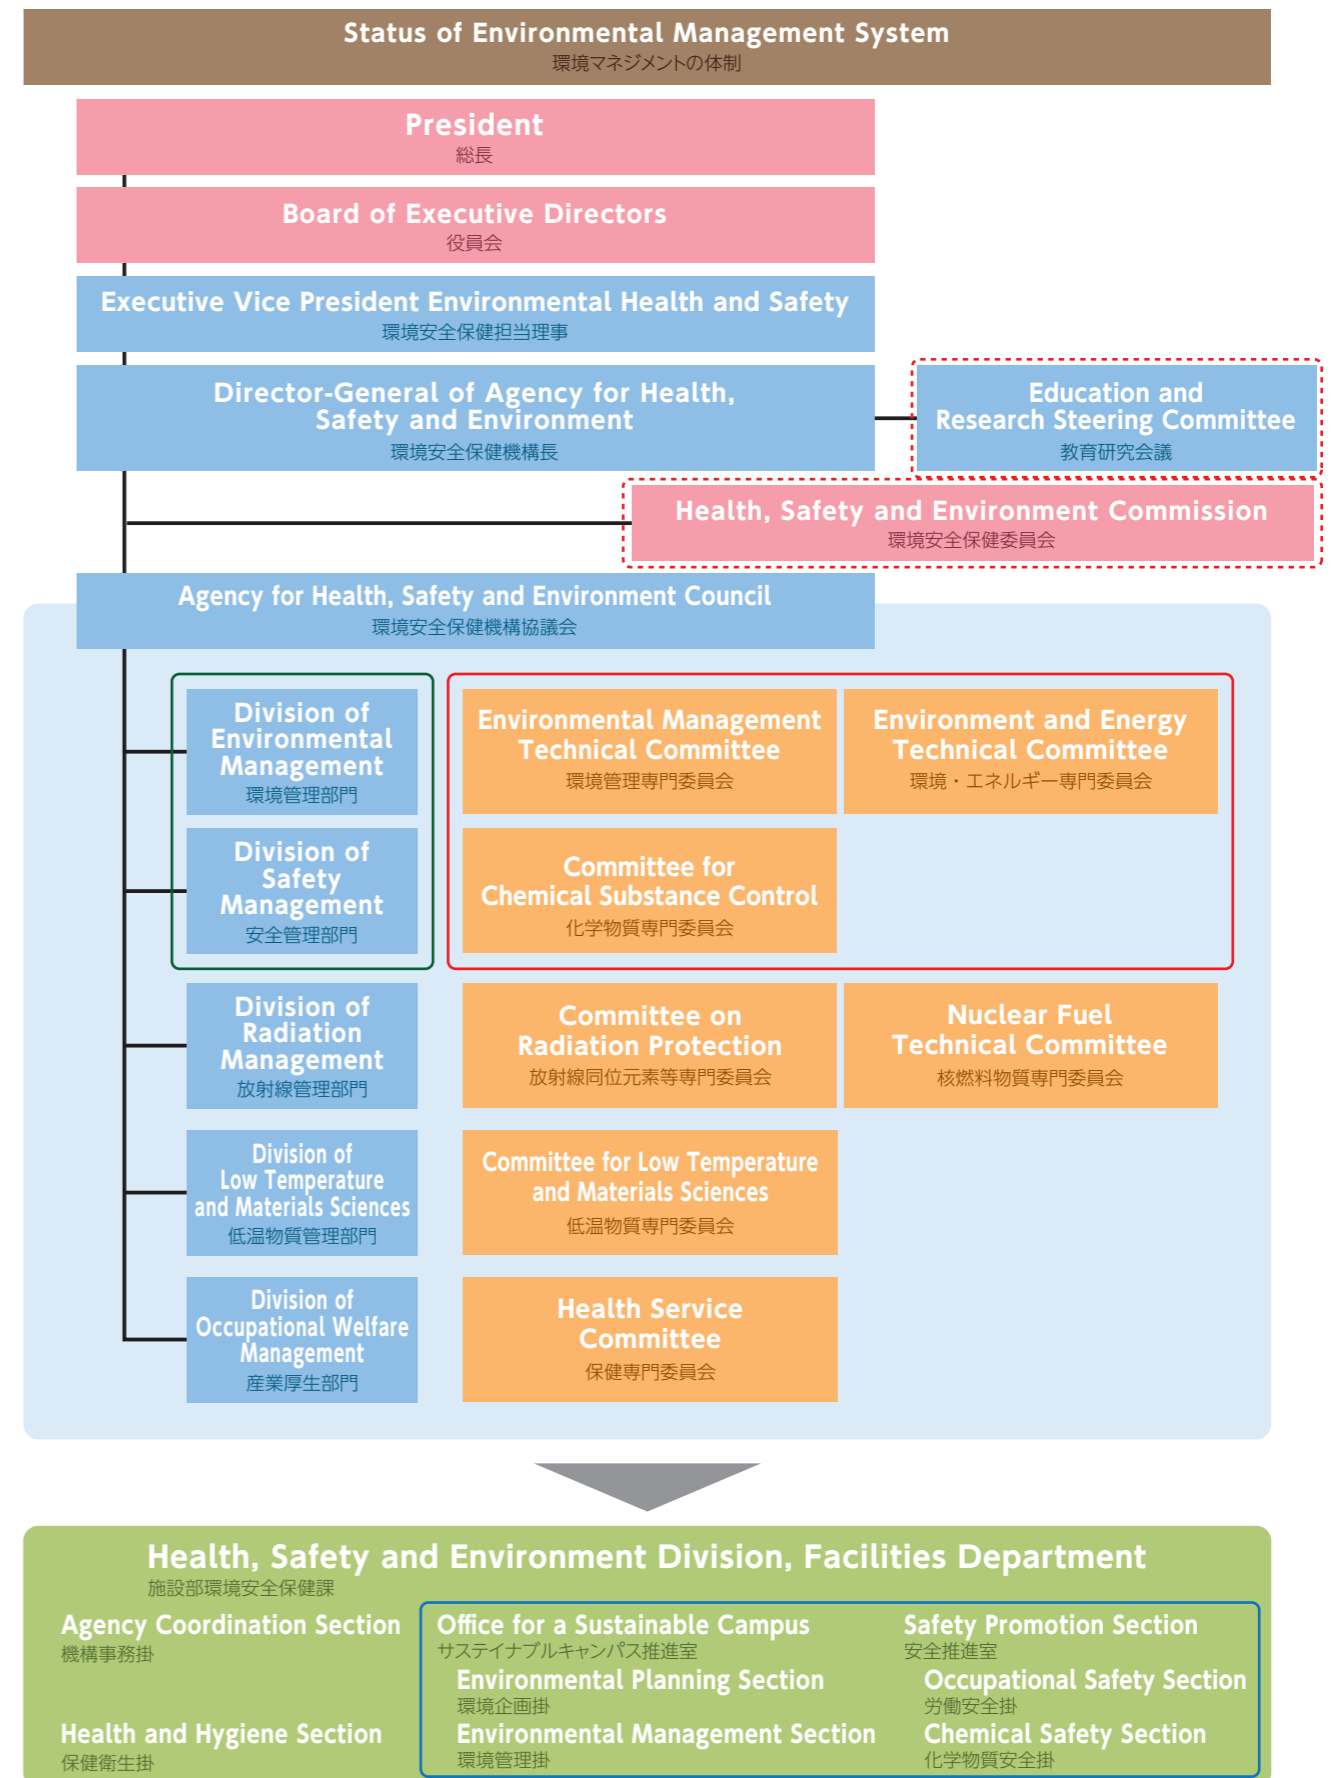 Status of Environmental Management System
環境マネジメントの体制
President
総長
Board of Executive Directors
役員会
Executive Vice President Environmental Health and Safety
環境安全保健担当理事
Director-General of Agency for Health,
Safety and Environment
環境安全保健機構長
Education and
Research Steering Committee
教育研究会議
Health, Safety and Environment Commission
環境安全保健委員会
Agency for Health, Safety and Environment Council
環境安全保健機構協議会
Division of
Environmental
Management
環境管理部門
Environmental Management
Technical Committee
環境管理専門委員会
Environment and Energy
Technical Committee
環境・エネルギー専門委員会
Division of
Safety
Management
安全管理部門
Committee for
Chemical Substance Control
化学物質専門委員会
Division of
Radiation
Management
放射線管理部門
Committee on
Radiation Protection
放射線同位元素等専門委員会
Nuclear Fuel
Technical Committee
核燃料物質専門委員会
Division of
Low Temperature
and Materials Sciences
低温物質管理部門
Committee for Low Temperature
and Materials Sciences
低温物質専門委員会
Division of
Occupational Welfare
Management
産業厚生部門
Health Service
Committee
保健専門委員会
Health, Safety and Environment Division, Facilities Department
施設部環境安全保健課
Agency Coordination Section
機構事務掛
Health and Hygiene Section
保健衛生掛
Office for a Sustainable Campus
サステイナブルキャンパス推進室
Environmental Planning Section
環境企画掛
Environmental Management Section
環境管理掛
Safety Promotion Section
安全推進室
Occupational Safety Section
労働安全掛
Chemical Safety Section
化学物質安全掛